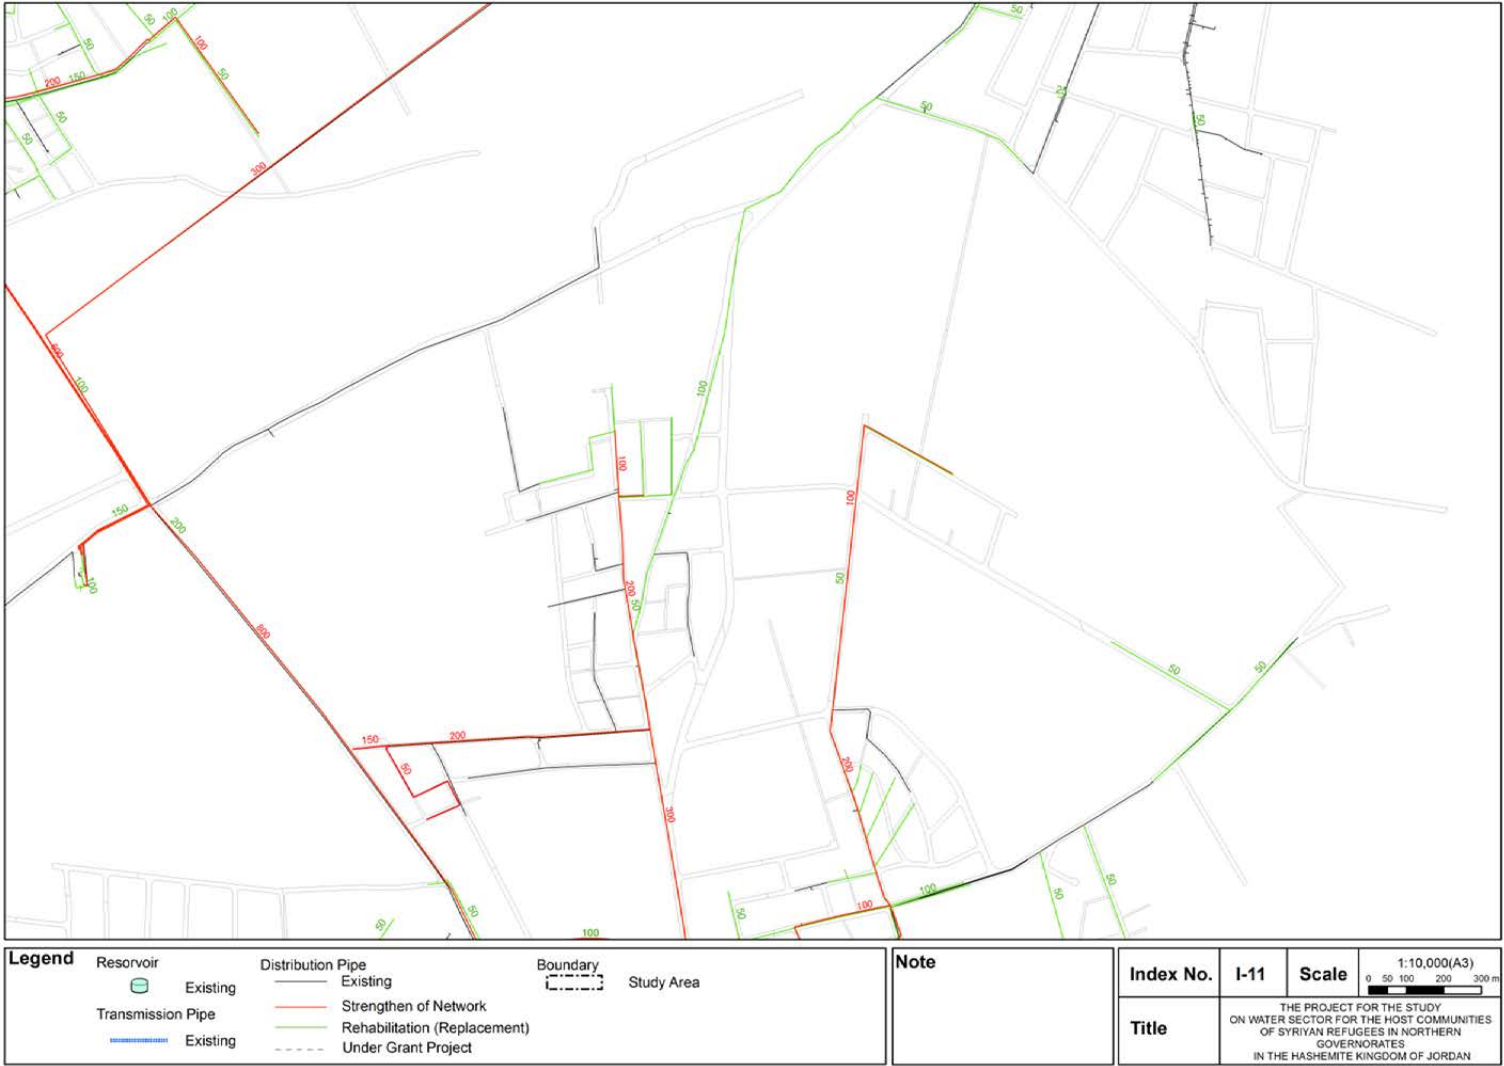 50
100
50
50
100
50
200
150
50
50
300
50
25
50
800
100
100
150
200
100
100
100
50
200
50
800
50
50
150
200
50
200
300
100
50
50
50
50
100
50
100
Legend
Reservoir
Existing
Transmission Pipe
Existing
Distribution Pipe
Existing
Strengthen of Network
Rehabilitation (Replacement)
Under Grant Project
Boundary
Study Area
Note
Index No.
I-11
Scale
1:10,000(A3)
0 50 100 200 300 m
Title
THE PROJECT FOR THE STUDY
ON WATER SECTOR FOR THE HOST COMMUNITIES
OF SYRIYAN REFUGEES IN NORTHERN
GOVERNORATES
IN THE HASHEMITE KINGDOM OF JORDAN